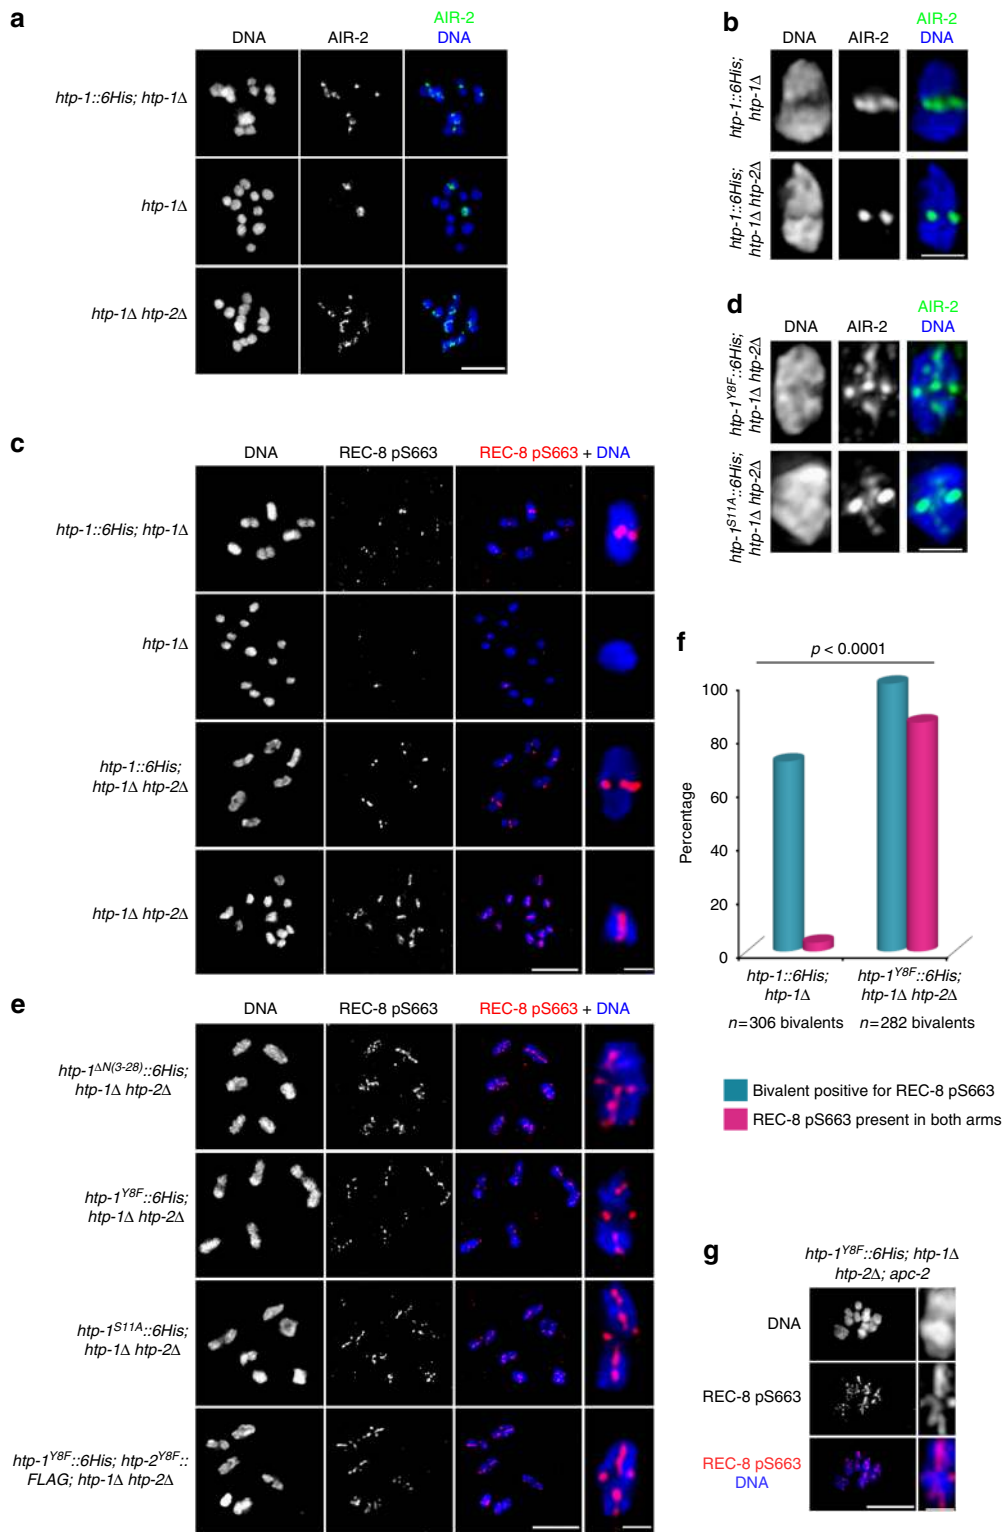 a
AIR-2
DNA AIR-2 DNA
htp-1::6His; htp-1Δ
htp-1Δ
htp-1Δ htp-2Δ
b
AIR-2
DNA AIR-2 DNA
htp-1::6His;
htp-1Δ
htp-1::6His;
htp-1Δ htp-2Δ
c
DNA REC-8 pS663 REC-8 pS663 + DNA
htp-1::6His; htp-1Δ
htp-1Δ
htp-1::6His;
htp-1Δ htp-2Δ
htp-1Δ htp-2Δ
d
AIR-2
DNA AIR-2 DNA
htp-1Y8F::6His;
htp-1Δ htp-2Δ
htp-1S11A::6His;
htp-1Δ htp-2Δ
e
DNA REC-8 pS663 REC-8 pS663 + DNA
htp-1ΔN(3-28)::6His;
htp-1Δ htp-2Δ
htp-1Y8F::6His;
htp-1Δ htp-2Δ
htp-1S11A::6His;
htp-1Δ htp-2Δ
htp-1Y8F::6His; htp-2Y8F::
FLAG; htp-1Δ htp-2Δ
f
p < 0.0001
Percentage
100
80
60
40
20
0
htp-1::6His;
htp-1Δ
n=306 bivalents
htp-1Y8F::6His;
htp-1Δ htp-2Δ
n=282 bivalents
Bivalent positive for REC-8 pS663
REC-8 pS663 present in both arms
g
htp-1Y8F::6His; htp-1Δ
htp-2Δ; apc-2
DNA
REC-8 pS663
REC-8 pS663
DNA